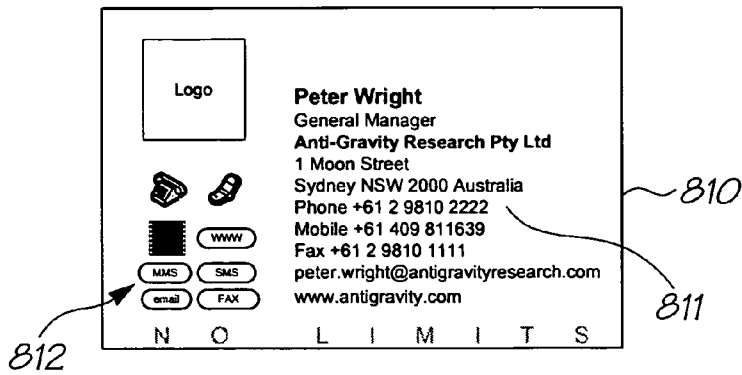 Logo
Peter Wright
General Manager
Anti-Gravity Research Pty Ltd
1 Moon Street
Sydney NSW 2000 Australia
Phone +61 2 9810 2222
Mobile +61 409 811639
Fax +61 2 9810 1111
peter.wright@antigravityresearch.com
www.antigravity.com
WWW
MMS SMS
email FAX
NO LIMITS
810
811
812